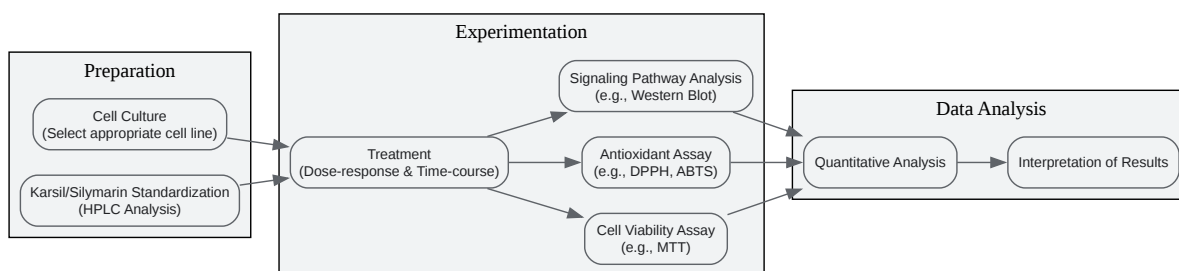 Preparation
Cell Culture
(Select appropriate cell line)
Karsil/Silymarin Standardization
(HPLC Analysis)
Experimentation
Treatment
(Dose-response & Time-course)
Signaling Pathway Analysis
(e.g., Western Blot)
Antioxidant Assay
(e.g., DPPH, ABTS)
Cell Viability Assay
(e.g., MTT)
Data Analysis
Quantitative Analysis
Interpretation of Results